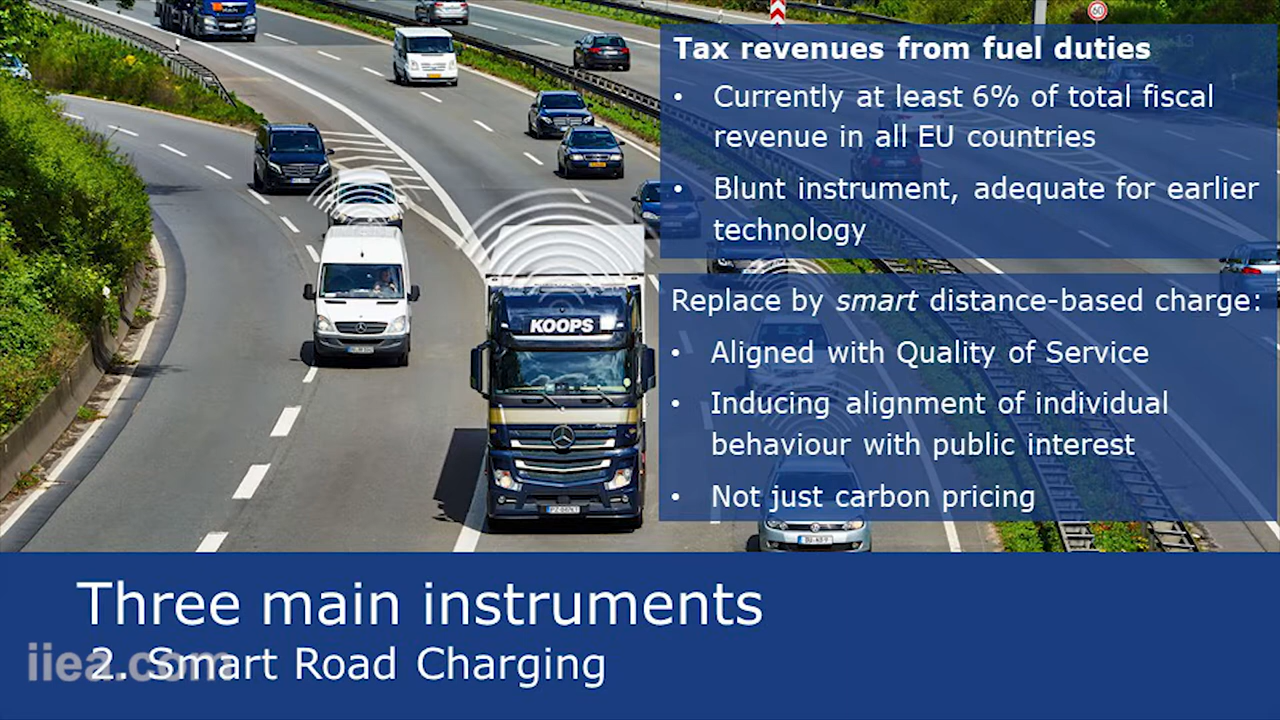 60
13
MAN
Tax revenues from fuel duties
• Currently at least 6% of total fiscal
revenue in all EU countries
• Blunt instrument, adequate for earlier
technology
Replace by smart distance-based charge:
• Aligned with Quality of Service
• Inducing alignment of individual
behaviour with public interest
• Not just carbon pricing
KOOPS
Three main instruments
2. Smart Road Charging
iiea.com